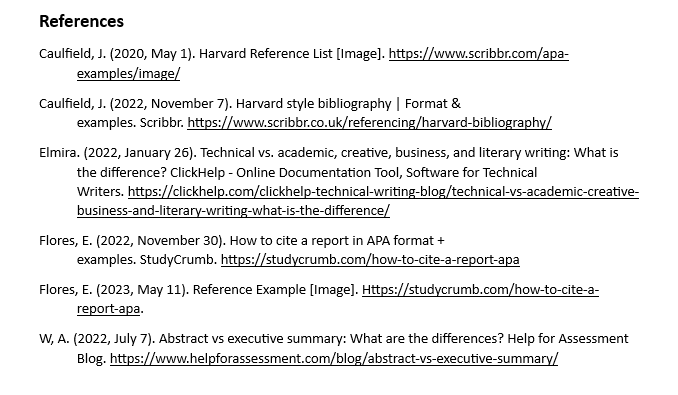 References
Caulfield, J. (2020, May 1). Harvard Reference List [Image]. https://www.scribbr.com/apa-
examples/image/
Caulfield, J. (2022, November 7). Harvard style bibliography | Format &
examples. Scribbr. https://www.scribbr.co.uk/referencing/harvard-bibliography/
Elmira. (2022, January 26). Technical vs. academic, creative, business, and literary writing: What is
the difference? ClickHelp - Online Documentation Tool, Software for Technical
Writers. https://clickhelp.com/clickhelp-technical-writing-blog/technical-vs-academic-creative-
business-and-literary-writing-what-is-the-difference/
Flores, E. (2022, November 30). How to cite a report in APA format +
examples. StudyCrumb. https://studycrumb.com/how-to-cite-a-report-apa
Flores, E. (2023, May 11). Reference Example [Image]. Https://studycrumb.com/how-to-cite-a-
report-apa.
W, A. (2022, July 7). Abstract vs executive summary: What are the differences? Help for Assessment
Blog. https://www.helpforassessment.com/blog/abstract-vs-executive-summary/